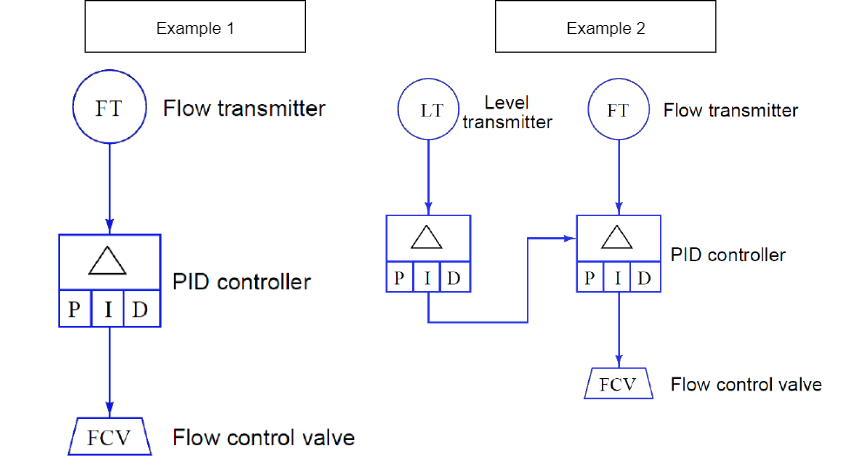 Example 1
FT
Flow transmitter
P I D
PID controller
FCV
Flow control valve
Example 2
LT
Level
transmitter
FT
Flow transmitter
P I D
P I D
PID controller
FCV
Flow control valve